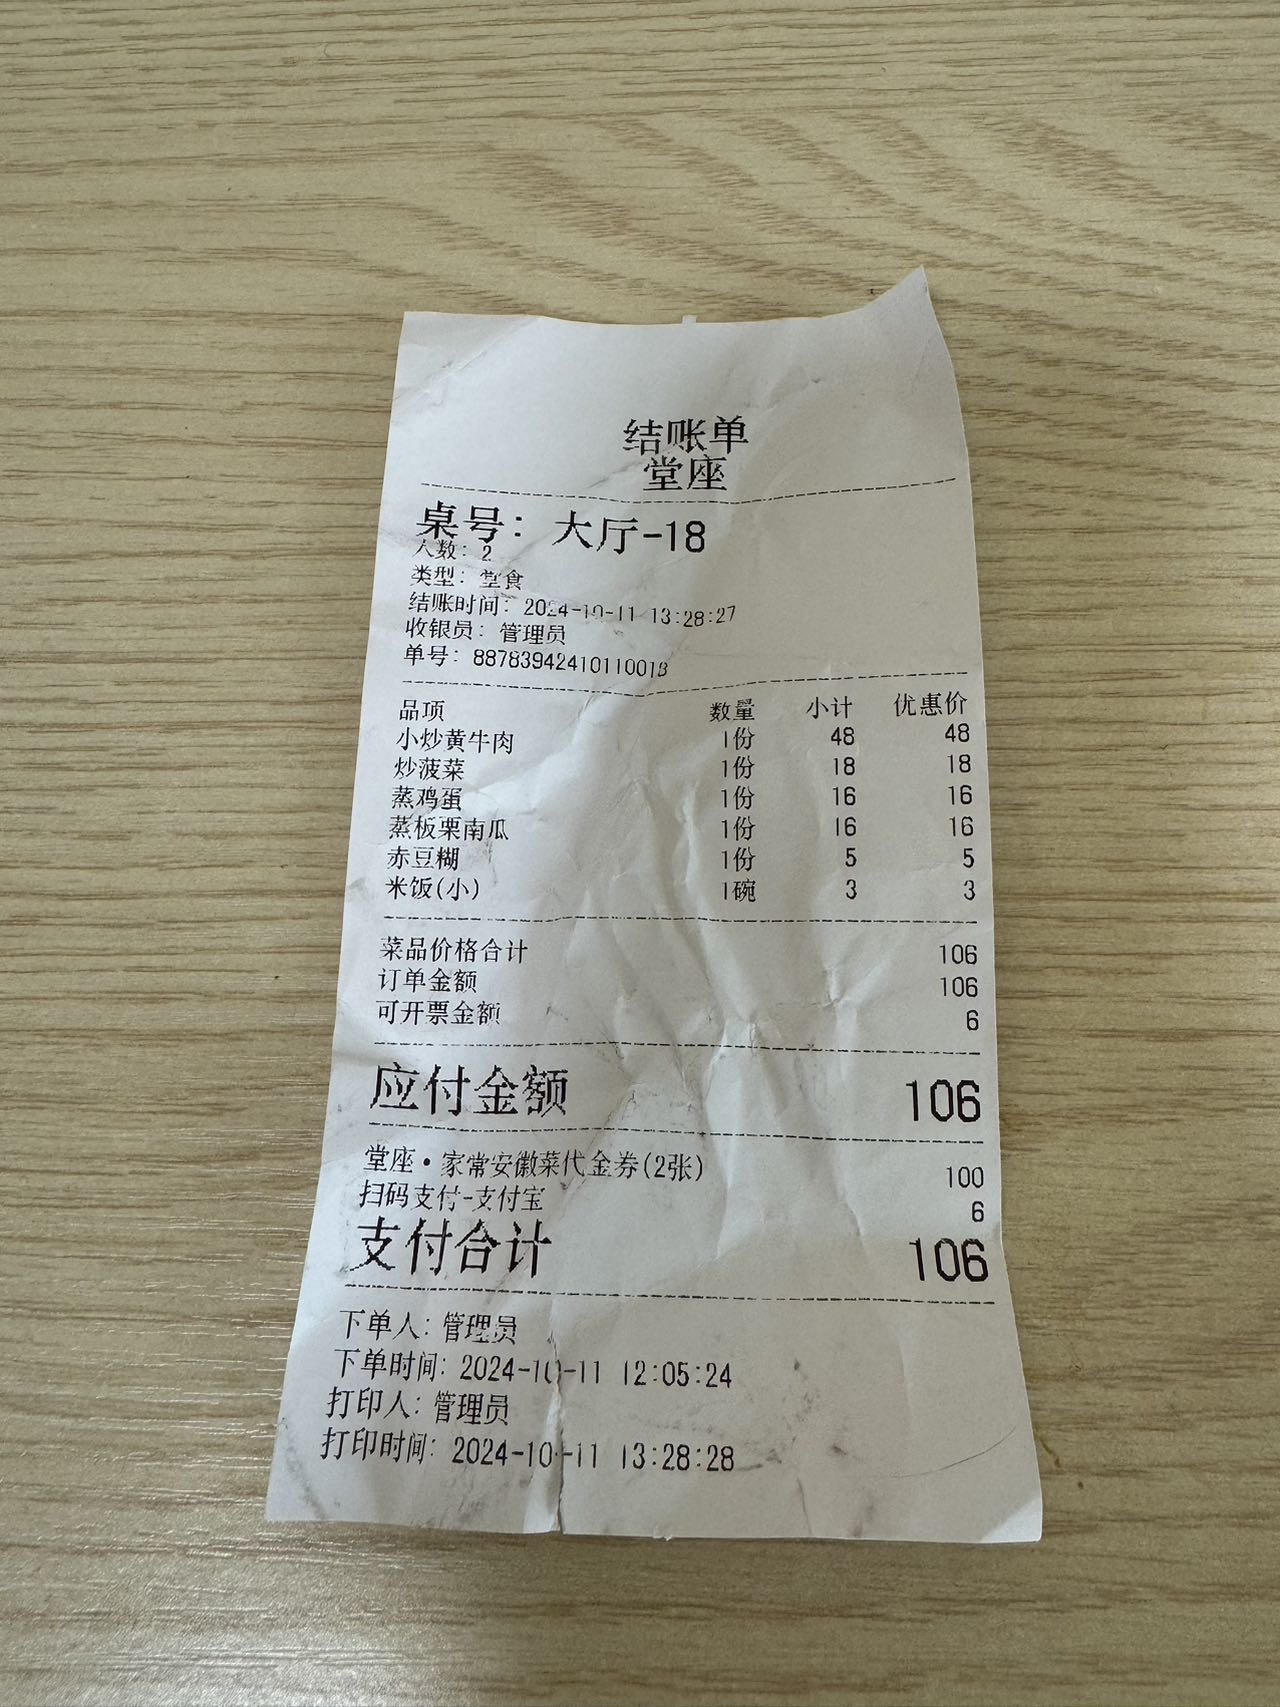 结账单
堂座
桌号: 大厅-18
人数: 2
类型: 堂食
结账时间: 2024-10-11 13:28:27
收银员: 管理员
单号: 88783942410110018
品项 数量 小计 优惠价
小炒黄牛肉 1份 48 48
炒菠菜 1份 18 18
蒸鸡蛋 1份 16 16
蒸板栗南瓜 1份 16 16
赤豆糊 1份 5 5
米饭(小) 1碗 3 3
菜品价格合计 106
订单金额 106
可开票金额 6
应付金额 106
堂座·家常安徽菜代金券(2张) 100
扫码支付-支付宝 6
支付合计 106
下单人: 管理员
下单时间: 2024-10-11 12:05:24
打印人: 管理员
打印时间: 2024-10-11 13:28:28